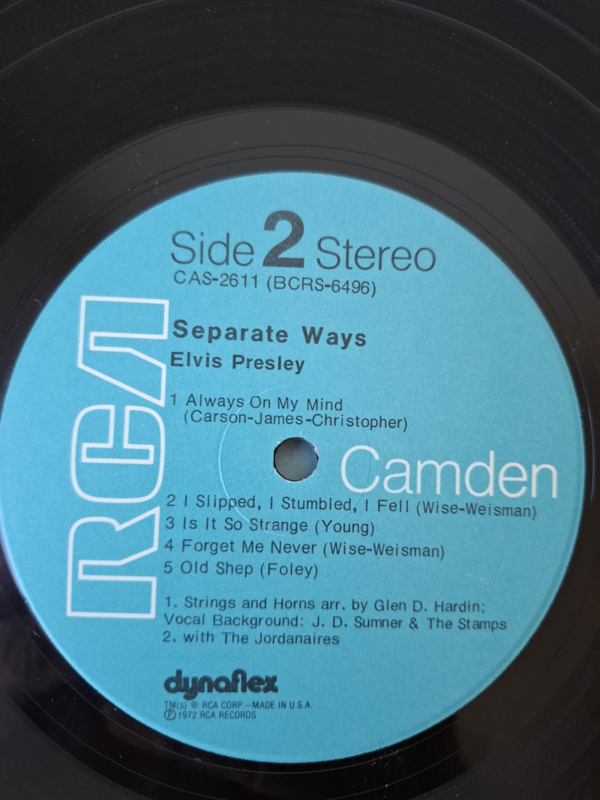 Side 2 Stereo
CAS-2611 (BCRS-6496)
Separate Ways
Elvis Presley
1 Always On My Mind
(Carson-James-Christopher)
RCA
Camden
2 I Slipped, I Stumbled, I Fell (Wise-Weisman)
3 Is It So Strange (Young)
4 Forget Me Never (Wise-Weisman)
5 Old Shep (Foley)
1. Strings and Horns arr. by Glen D. Hardin;
Vocal Background: J. D. Sumner & The Stamps
2. with The Jordanaires
dynaflex
TM(s) ® RCA CORP.—MADE IN U.S.A.
Ⓟ 1972 RCA RECORDS